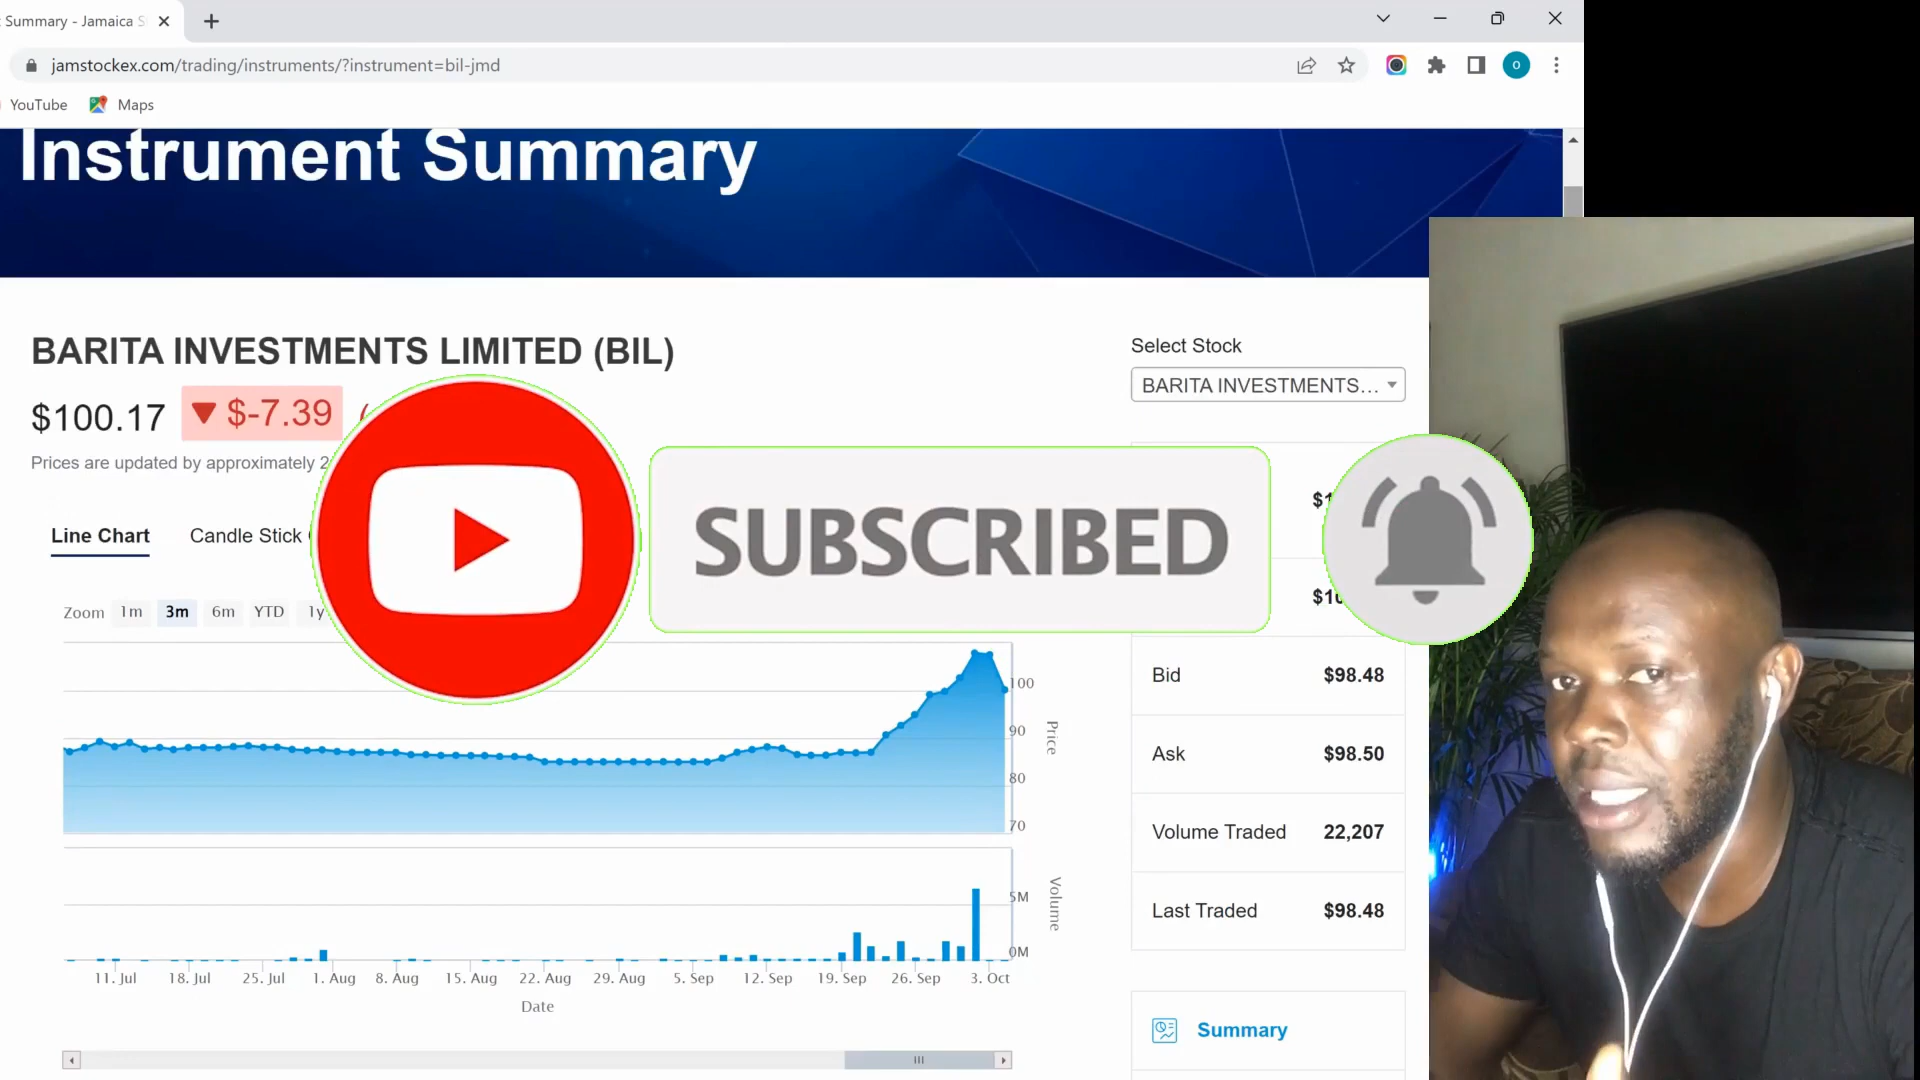 Summary - Jamaica S
jamstockex.com/trading/instruments/?instrument=bil-jmd
o
YouTube
Maps
Instrument Summary
BARITA INVESTMENTS LIMITED (BIL)
$100.17
$-7.39
(
Prices are updated by approximately 2
Select Stock
BARITA INVESTMENTS...
SUBSCRIBED
Line Chart
Candle Stick
Zoom
1m
3m
6m
YTD
1y
100
90
80
70
Price
5M
0M
Volume
11. Jul
18. Jul
25. Jul
1. Aug
8. Aug
15. Aug
22. Aug
29. Aug
5. Sep
12. Sep
19. Sep
26. Sep
3. Oct
Date
Bid $98.48
Ask $98.50
Volume Traded 22,207
Last Traded $98.48
Summary